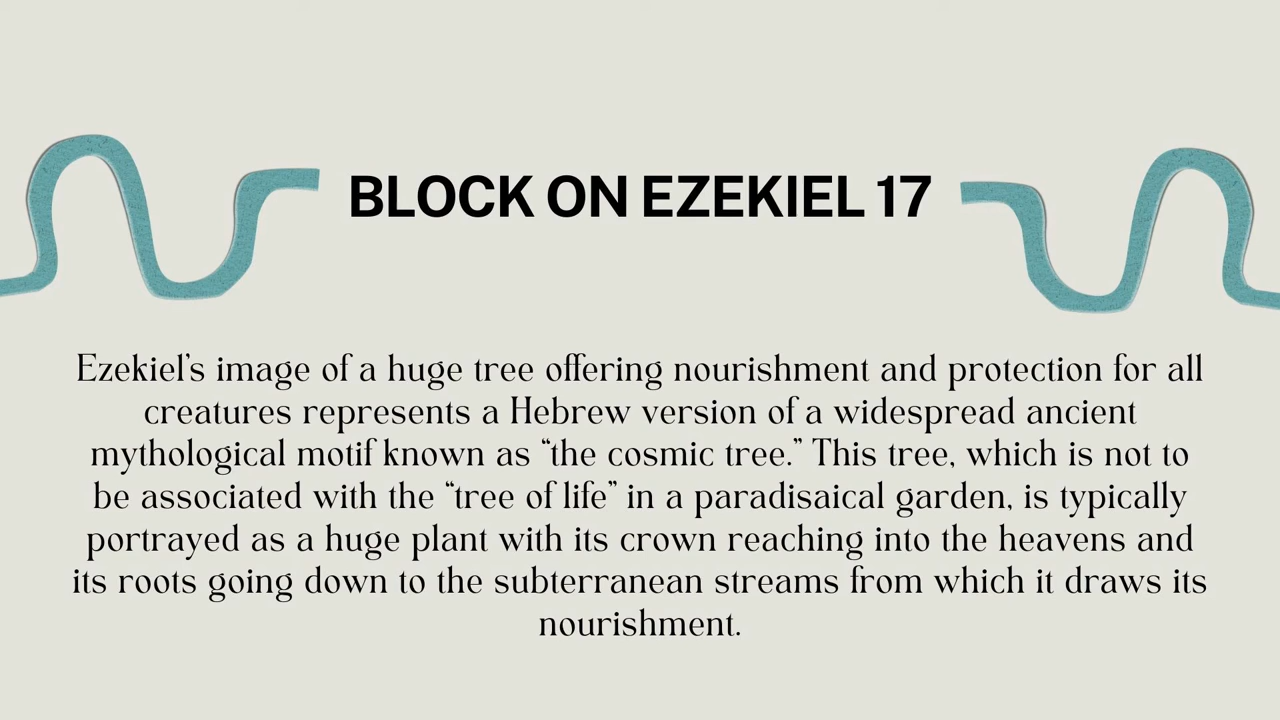 BLOCK ON EZEKIEL 17
Ezekiel’s image of a huge tree offering nourishment and protection for all
creatures represents a Hebrew version of a widespread ancient
mythological motif known as “the cosmic tree.” This tree, which is not to
be associated with the “tree of life” in a paradisaical garden, is typically
portrayed as a huge plant with its crown reaching into the heavens and
its roots going down to the subterranean streams from which it draws its
nourishment.